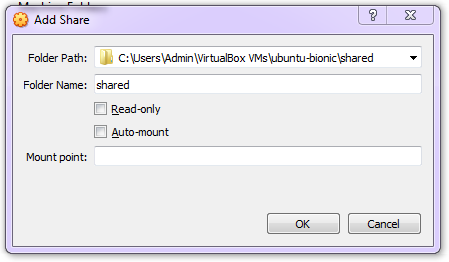 Add Share
Folder Path: C:\Users\Admin\VirtualBox VMs\ubuntu-bionic\shared
Folder Name: shared
Read-only
Auto-mount
Mount point:
OK Cancel